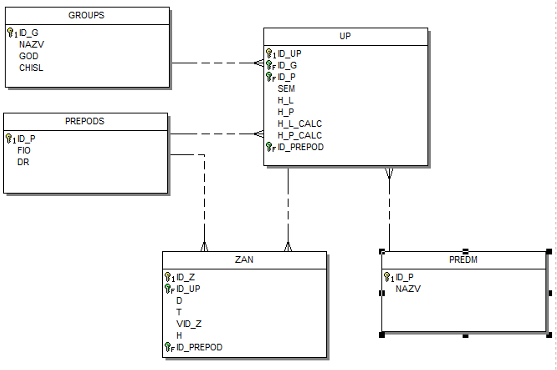 GROUPS
ID_G
NAZV
GOD
CHISL
UP
ID_UP
ID_G
ID_P
SEM
H_L
H_P
H_L_CALC
H_P_CALC
ID_PREPOD
PREPODS
ID_P
FIO
DR
ZAN
ID_Z
ID_UP
D
T
VID_Z
H
ID_PREPOD
PREDM
ID_P
NAZV